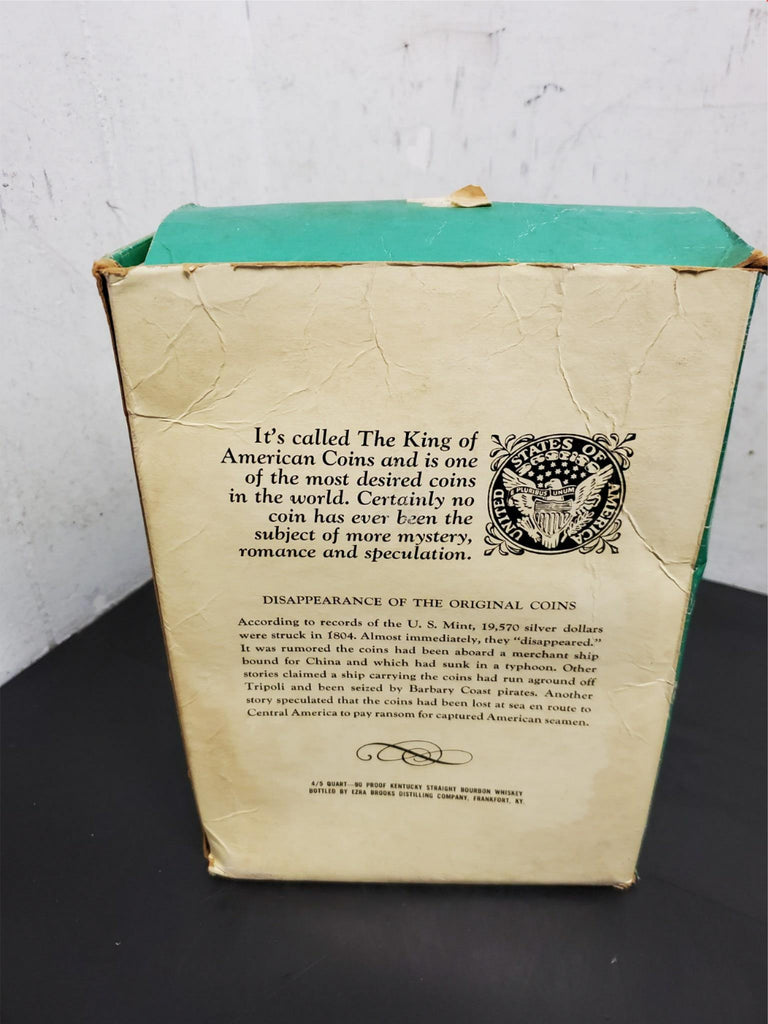 It's called The King of
American Coins and is one
of the most desired coins
in the world. Certainly no
coin has ever been the
subject of more mystery,
romance and speculation.
UNITED STATES OF AMERICA
E PLURIBUS UNUM
DISAPPEARANCE OF THE ORIGINAL COINS
According to records of the U. S. Mint, 19,570 silver dollars
were struck in 1804. Almost immediately, they "disappeared."
It was rumored the coins had been aboard a merchant ship
bound for China and which had sunk in a typhoon. Other
stories claimed a ship carrying the coins had run aground off
Tripoli and been seized by Barbary Coast pirates. Another
story speculated that the coins had been lost at sea en route to
Central America to pay ransom for captured American seamen.
4/5 QUART—90 PROOF KENTUCKY STRAIGHT BOURBON WHISKEY
BOTTLED BY EZRA BROOKS DISTILLING COMPANY, FRANKFORT, KY.